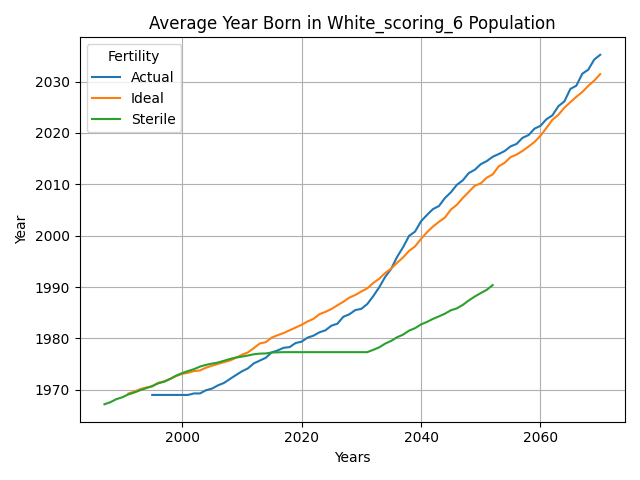 Average Year Born in White_scoring_6 Population
Fertility
Actual
Ideal
Sterile
Year
2030
2020
2010
2000
1990
1980
1970
2000
2020
2040
2060
Years